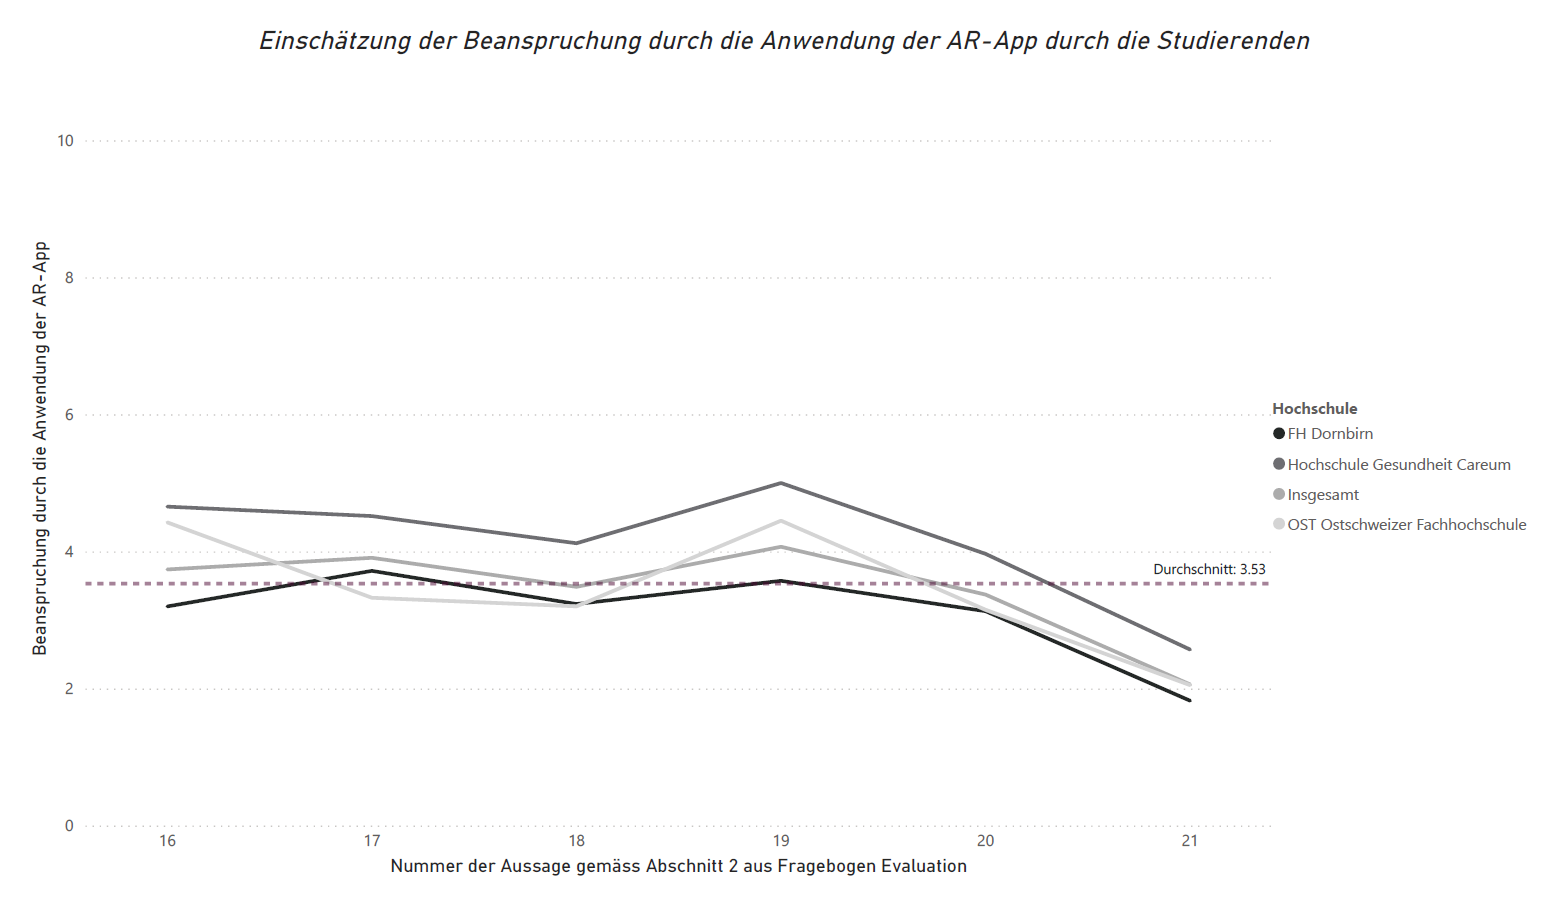 Einschätzung der Beanspruchung durch die Anwendung der AR-App durch die Studierenden
Beanspruchung durch die Anwendung der AR-App
10
8
6
4
2
0
Durchschnitt: 3.53
16 17 18 19 20 21
Nummer der Aussage gemäss Abschnitt 2 aus Fragebogen Evaluation
Hochschule
FH Dornbirn
Hochschule Gesundheit Careum
Insgesamt
OST Ostschweizer Fachhochschule